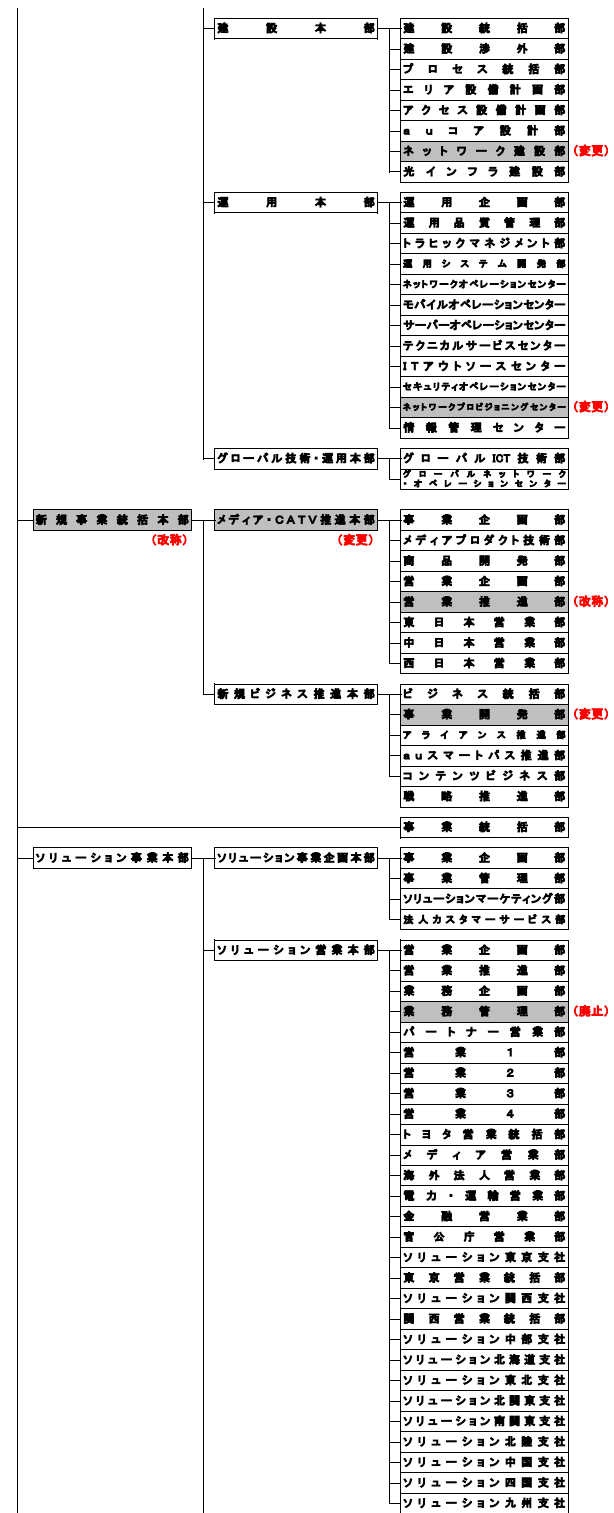 建設本部
建設統括部
建設渉外部
プロセス統括部
エリア設備計画部
アクセス設備計画部
auコア設計部
ネットワーク建設部 (変更)
光インフラ建設部
運用本部
運用企画部
運用品質管理部
トラヒックマネジメント部
運用システム開発部
ネットワークオペレーションセンター
モバイルオペレーションセンター
サーバーオペレーションセンター
テクニカルサービスセンター
ITアウトソースセンター
セキュリティオペレーションセンター
ネットワークプロビジョニングセンター (変更)
情報管理センター
グローバル技術・運用本部
グローバルICT技術部
グローバルネットワーク
・オペレーションセンター
新規事業統括本部
(改称)
メディア・CATV推進本部
(変更)
事業企画部
メディアプロダクト技術部
商品開発部
営業企画部
営業推進部 (改称)
東日本営業部
中日本営業部
西日本営業部
新規ビジネス推進本部
ビジネス統括部
事業開発部 (変更)
アライアンス推進部
auスマートパス推進部
コンテンツビジネス部
戦略推進部
事業統括部
ソリューション事業本部
ソリューション事業企画本部
事業企画部
事業管理部
ソリューションマーケティング部
法人カスタマーサービス部
ソリューション営業本部
営業企画部
営業推進部
業務企画部
業務管理部 (廃止)
パートナー営業部
営業1部
営業2部
営業3部
営業4部
トヨタ営業統括部
メディア営業部
海外法人営業部
電力・運輸営業部
金融営業部
官公庁営業部
ソリューション東京支社
東京営業統括部
ソリューション関西支社
関西営業統括部
ソリューション中部支社
ソリューション北海道支社
ソリューション東北支社
ソリューション北関東支社
ソリューション南関東支社
ソリューション北陸支社
ソリューション中国支社
ソリューション四国支社
ソリューション九州支社